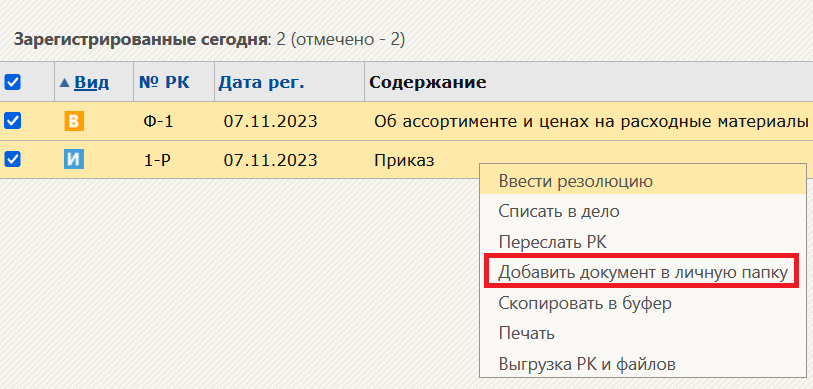 Зарегистрированные сегодня: 2 (отмечено - 2)
▲ Вид № РК Дата рег. Содержание
В Ф-1 07.11.2023 Об ассортименте и ценах на расходные материалы
И 1-Р 07.11.2023 Приказ
Ввести резолюцию
Списать в дело
Переслать РК
Добавить документ в личную папку
Скопировать в буфер
Печать
Выгрузка РК и файлов